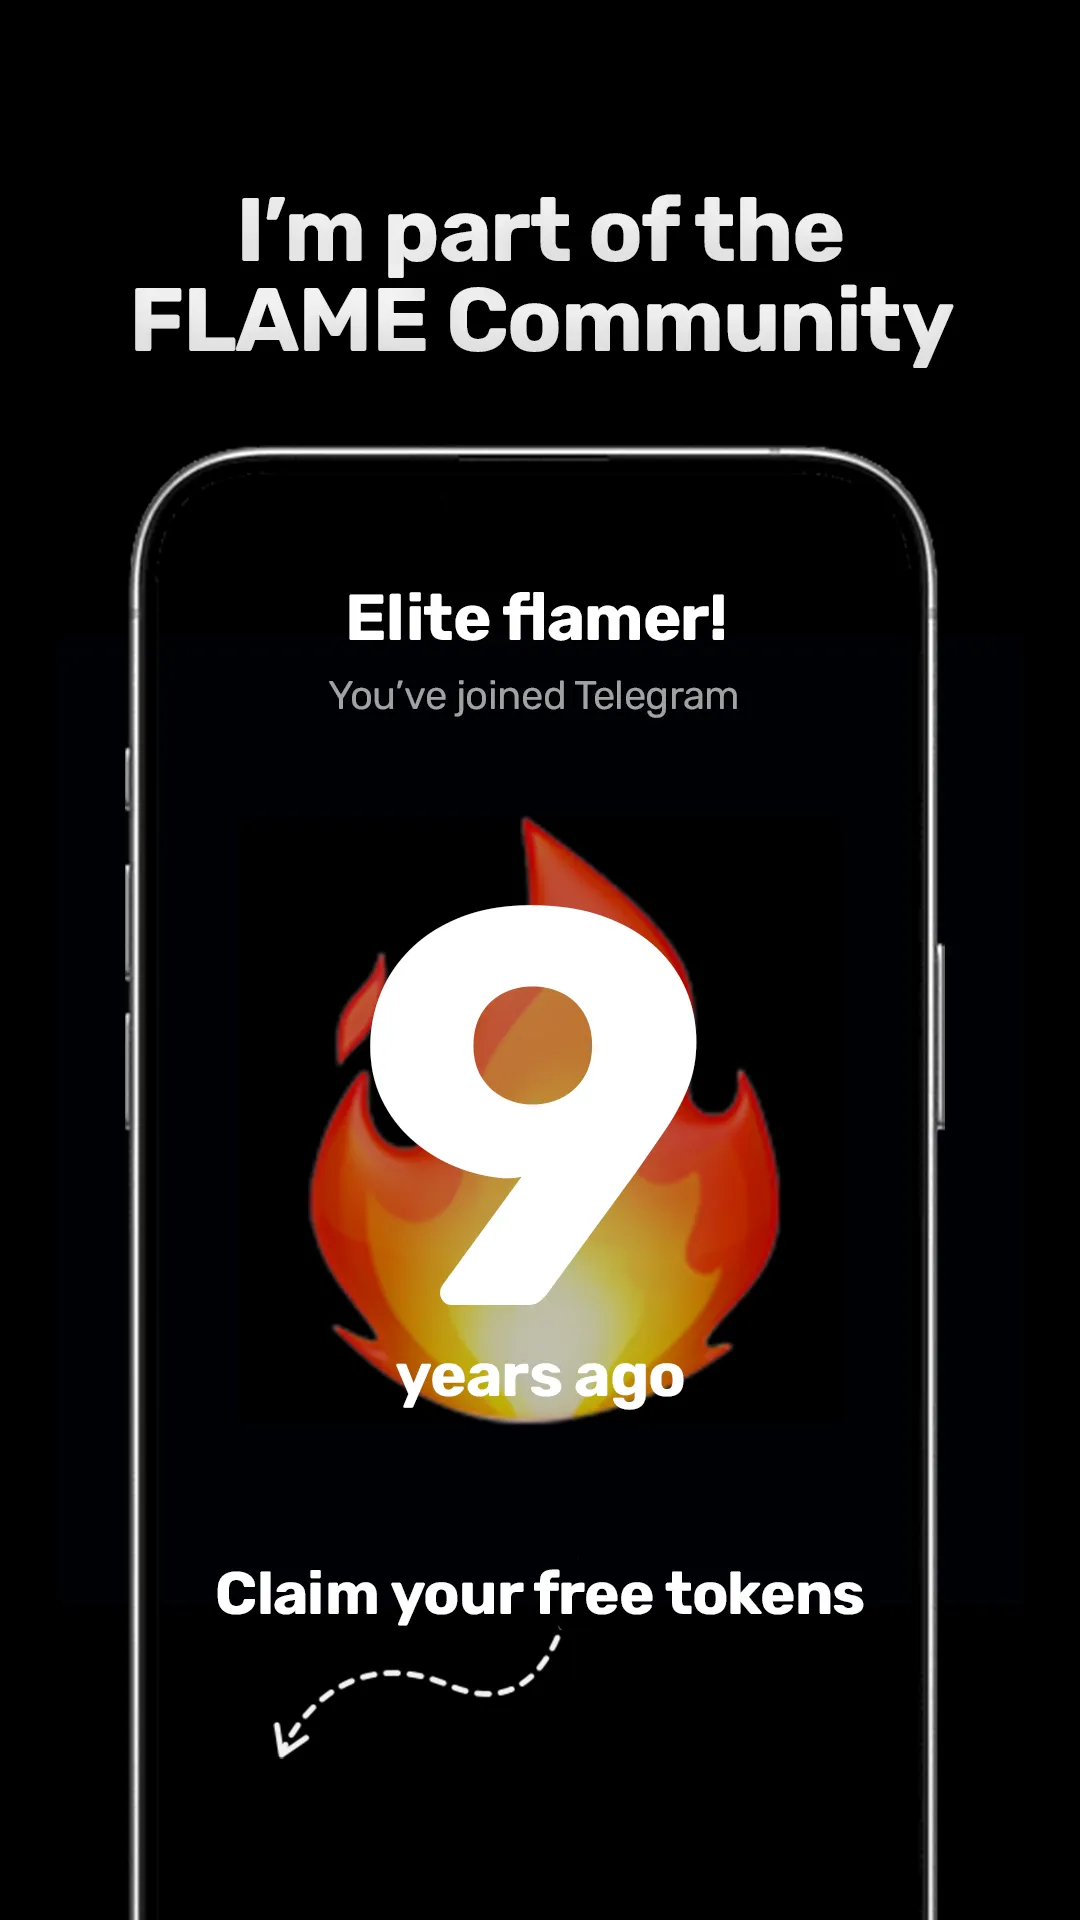 I’m part of the
FLAME Community
Elite flamer!
You’ve joined Telegram
9
years ago
Claim your free tokens